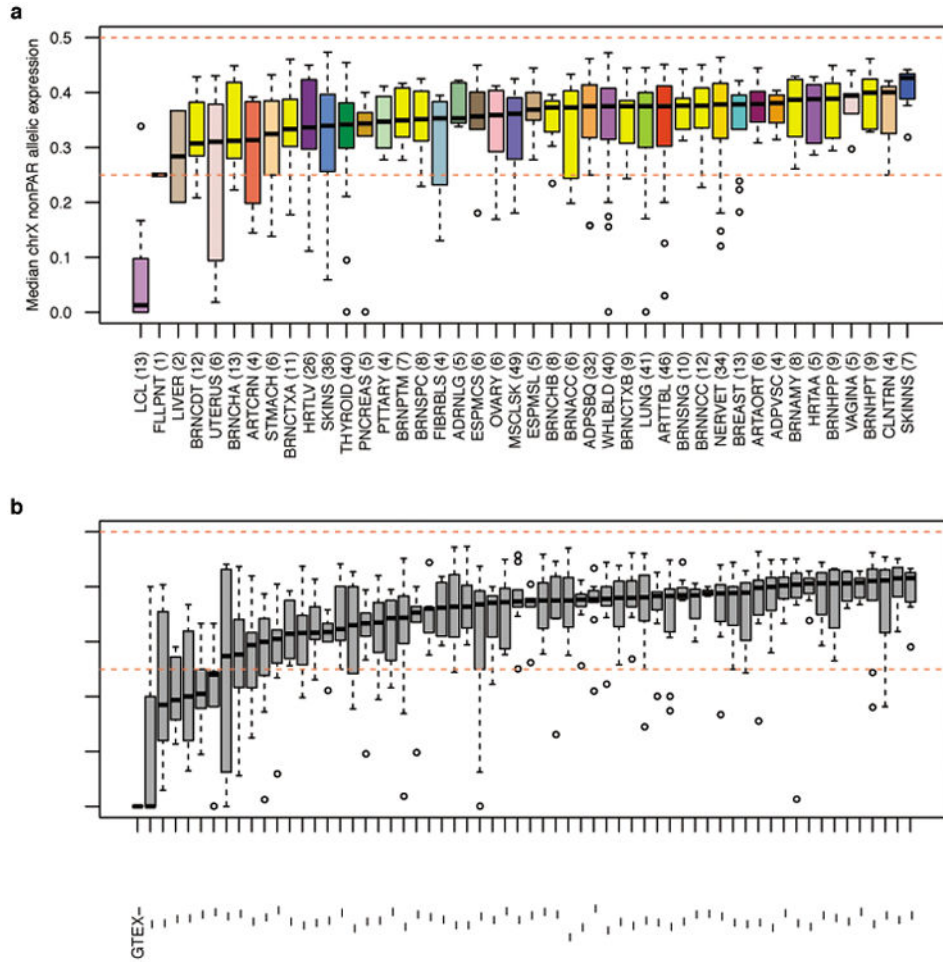 a
Median chrX nonPAR allelic expression
0.5
0.4
0.3
0.2
0.1
0.0
LCL (13)
FLLPNT (1)
LIVER (2)
BRNCDT (12)
UTERUS (6)
BRNCHA (13)
ARTCRN (4)
STMACH (6)
BRNCTXA (11)
HRTLV (26)
SKINS (36)
THYROID (40)
PNCREAS (5)
PTTARY (4)
BRNPTM (7)
BRNSPC (8)
FIBRBLS (4)
ADRNLG (5)
ESPMCS (6)
OVARY (6)
MSCLSK (49)
ESPMSL (5)
BRNCHB (8)
BRNACC (6)
ADPSBQ (32)
WHLBLD (40)
BRNCTXB (9)
LUNG (41)
ARTTBL (46)
BRNSNG (10)
BRNNCC (12)
NERVET (34)
BREAST (13)
ARTAORT (6)
ADPVSC (4)
BRNAMY (8)
HRTAA (5)
BRNHPP (9)
VAGINA (5)
BRNHPT (9)
CLNTRN (4)
SKINNS (7)
b
GTEX-